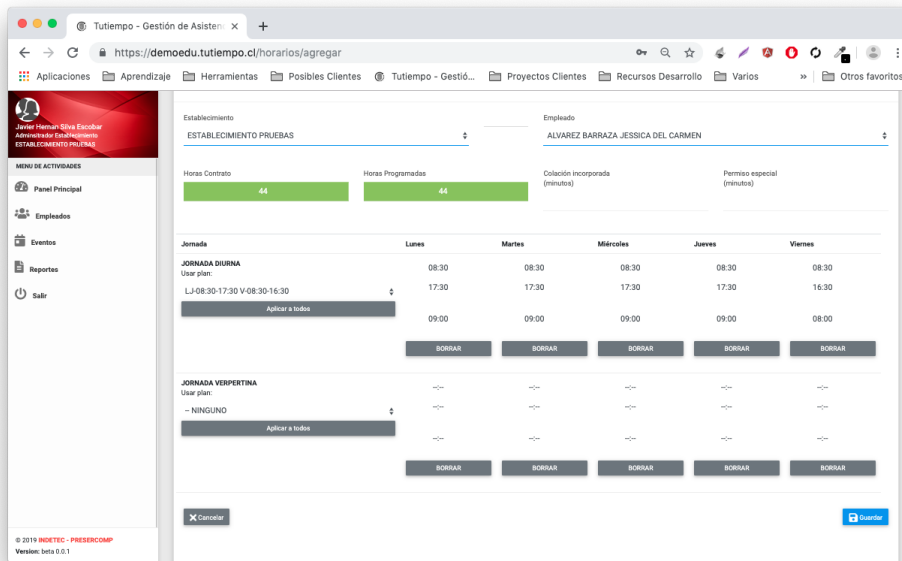 Tutiempo - Gestión de Asisten
https://demoedu.tutiempo.cl/horarios/agregar
Aplicaciones Aprendizaje Herramientas Posibles Clientes Tutiempo - Gestió... Proyectos Clientes Recursos Desarrollo Varios » Otros favoritos
Javier Hernan Silva Escobar
Adminsitrador Establecimiento
ESTABLECIMIENTO PRUEBAS
MENU DE ACTIVIDADES
Panel Principal
Empleados
Eventos
Reportes
Salir
© 2019 INDETEC - PRESERCOMP
Version: beta 0.0.1
Establecimiento Empleado
ESTABLECIMIENTO PRUEBAS ALVAREZ BARRAZA JESSICA DEL CARMEN
Horas Contrato Horas Programadas Colación incorporada Permiso especial
(minutos) (minutos)
44 44
Jornada Lunes Martes Miércoles Jueves Viernes
JORNADA DIURNA
Usar plan:
08:30 08:30 08:30 08:30 08:30
LJ-08:30-17:30 V-08:30-16:30
17:30 17:30 17:30 17:30 16:30
Aplicar a todos
09:00 09:00 09:00 09:00 08:00
BORRAR BORRAR BORRAR BORRAR BORRAR
JORNADA VERPERTINA
Usar plan:
--:-- --:-- --:-- --:-- --:--
-- NINGUNO
--:-- --:-- --:-- --:-- --:--
Aplicar a todos
--:-- --:-- --:-- --:-- --:--
BORRAR BORRAR BORRAR BORRAR BORRAR
Cancelar Guardar